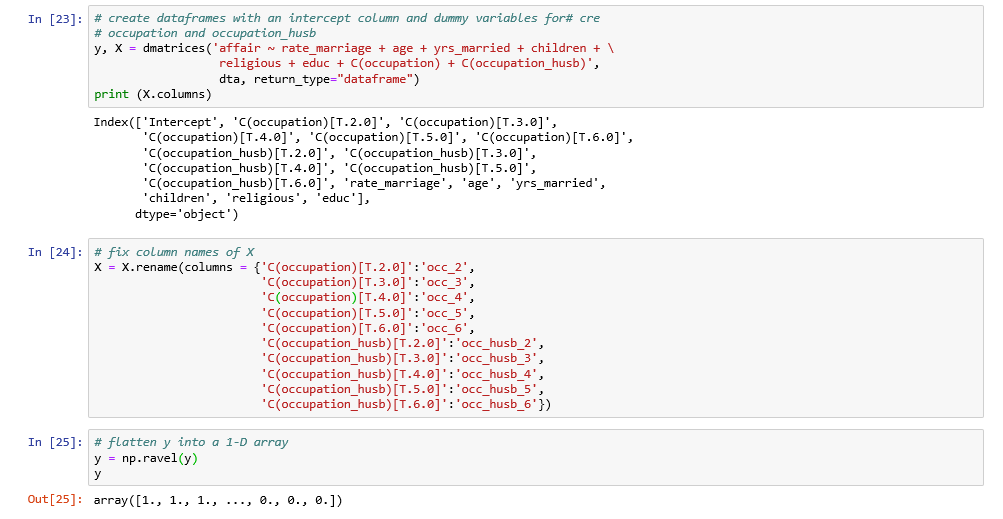 In [23]: # create dataframes with an intercept column and dummy variables for# cre
# occupation and occupation_husb
y, X = dmatrices('affair ~ rate_marriage + age + yrs_married + children + \
religious + educ + C(occupation) + C(occupation_husb)',
dta, return_type="dataframe")
print (X.columns)
Index(['Intercept', 'C(occupation)[T.2.0]', 'C(occupation)[T.3.0]',
'C(occupation)[T.4.0]', 'C(occupation)[T.5.0]', 'C(occupation)[T.6.0]',
'C(occupation_husb)[T.2.0]', 'C(occupation_husb)[T.3.0]',
'C(occupation_husb)[T.4.0]', 'C(occupation_husb)[T.5.0]',
'C(occupation_husb)[T.6.0]', 'rate_marriage', 'age', 'yrs_married',
'children', 'religious', 'educ'],
dtype='object')
In [24]: # fix column names of X
X = X.rename(columns = {'C(occupation)[T.2.0]':'occ_2',
'C(occupation)[T.3.0]':'occ_3',
'C(occupation)[T.4.0]':'occ_4',
'C(occupation)[T.5.0]':'occ_5',
'C(occupation)[T.6.0]':'occ_6',
'C(occupation_husb)[T.2.0]':'occ_husb_2',
'C(occupation_husb)[T.3.0]':'occ_husb_3',
'C(occupation_husb)[T.4.0]':'occ_husb_4',
'C(occupation_husb)[T.5.0]':'occ_husb_5',
'C(occupation_husb)[T.6.0]':'occ_husb_6'})
In [25]: # flatten y into a 1-D array
y = np.ravel(y)
y
Out[25]: array([1., 1., 1., ..., 0., 0., 0.])